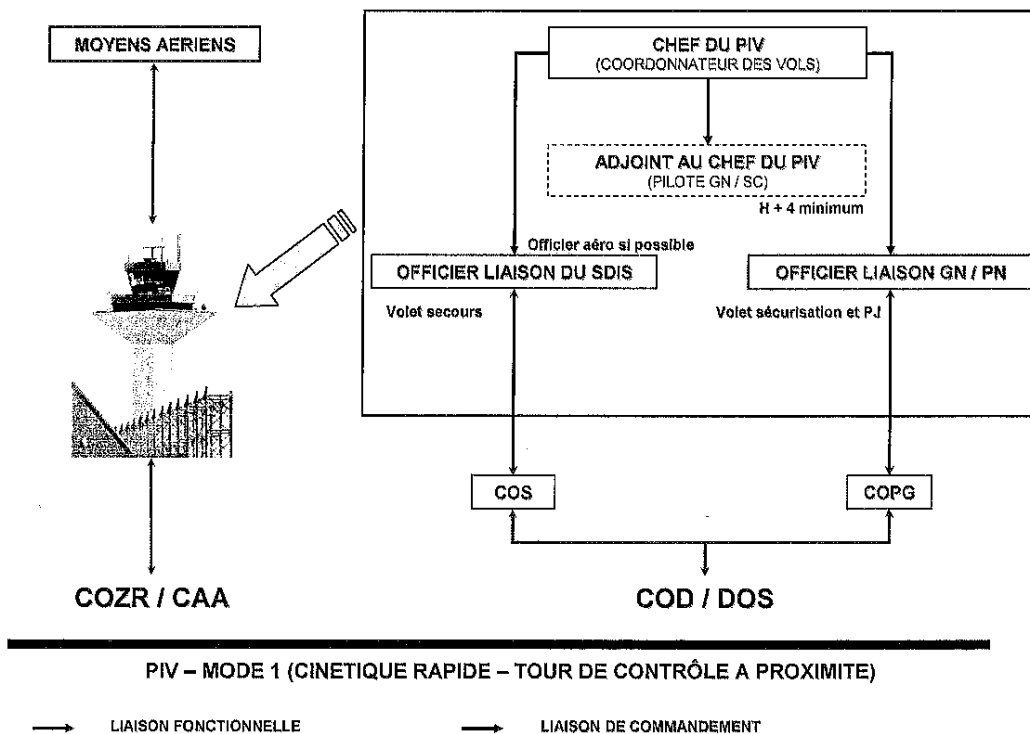 MOYENS AERIENS
CHEF DU PIV
(COORDONNATEUR DES VOLS)
ADJOINT AU CHEF DU PIV
(PILOTE GN / SC)
H + 4 minimum
Officier aéro si possible
OFFICIER LIAISON DU SDIS
OFFICIER LIAISON GN / PN
Volet secours
Volet sécurisation et PJ
COS
COPG
COZR / CAA
COD / DOS
PIV – MODE 1 (CINETIQUE RAPIDE – TOUR DE CONTRÔLE A PROXIMITE)
LIAISON FONCTIONNELLE
LIAISON DE COMMANDEMENT